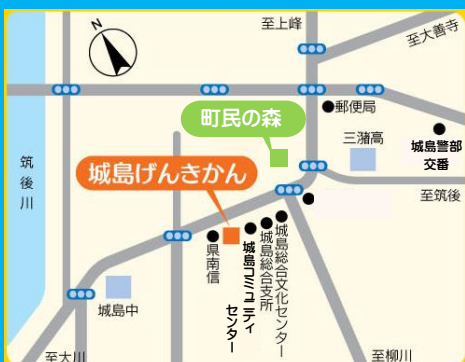 N
至上峰
至大善寺
郵便局
町民の森
三潴高
城島警部
交番
筑後川
城島げんきかん
至筑後
県南信
城島コミュニティ
センター
城島総合支所
城島総合文化センター
城島中
至大川
至柳川